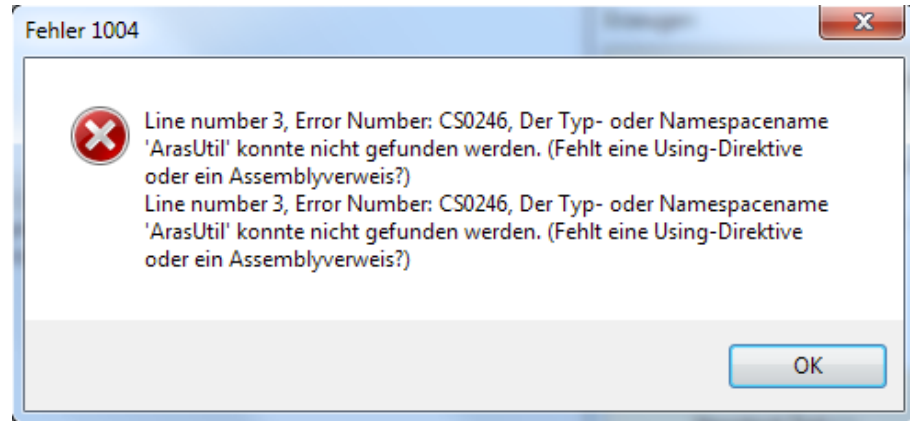 Fehler 1004
Line number 3, Error Number: CS0246, Der Typ- oder Namespacename
'ArasUtil' konnte nicht gefunden werden. (Fehlt eine Using-Direktive
oder ein Assemblyverweis?)
Line number 3, Error Number: CS0246, Der Typ- oder Namespacename
'ArasUtil' konnte nicht gefunden werden. (Fehlt eine Using-Direktive
oder ein Assemblyverweis?)
OK